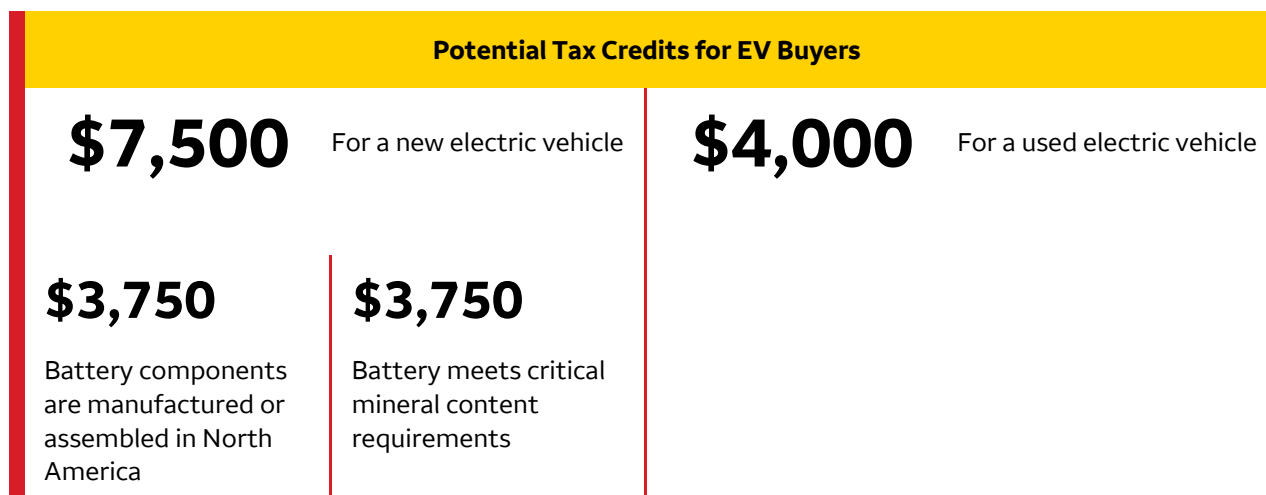 Potential Tax Credits for EV Buyers
$7,500 For a new electric vehicle
$4,000 For a used electric vehicle
$3,750
Battery components
are manufactured or
assembled in North
America
$3,750
Battery meets critical
mineral content
requirements